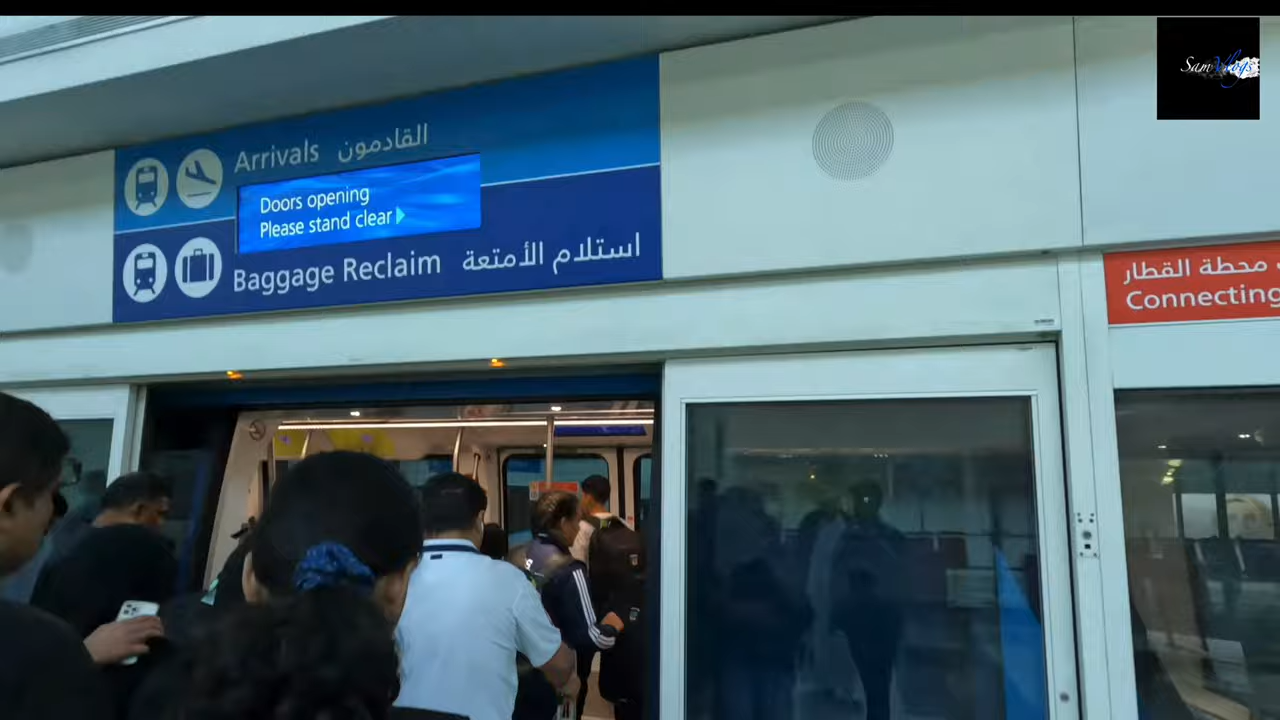 Sam Vlogs
Arrivals القادمون
Doors opening
Please stand clear
Baggage Reclaim استلام الأمتعة
محطة القطار
Connecting